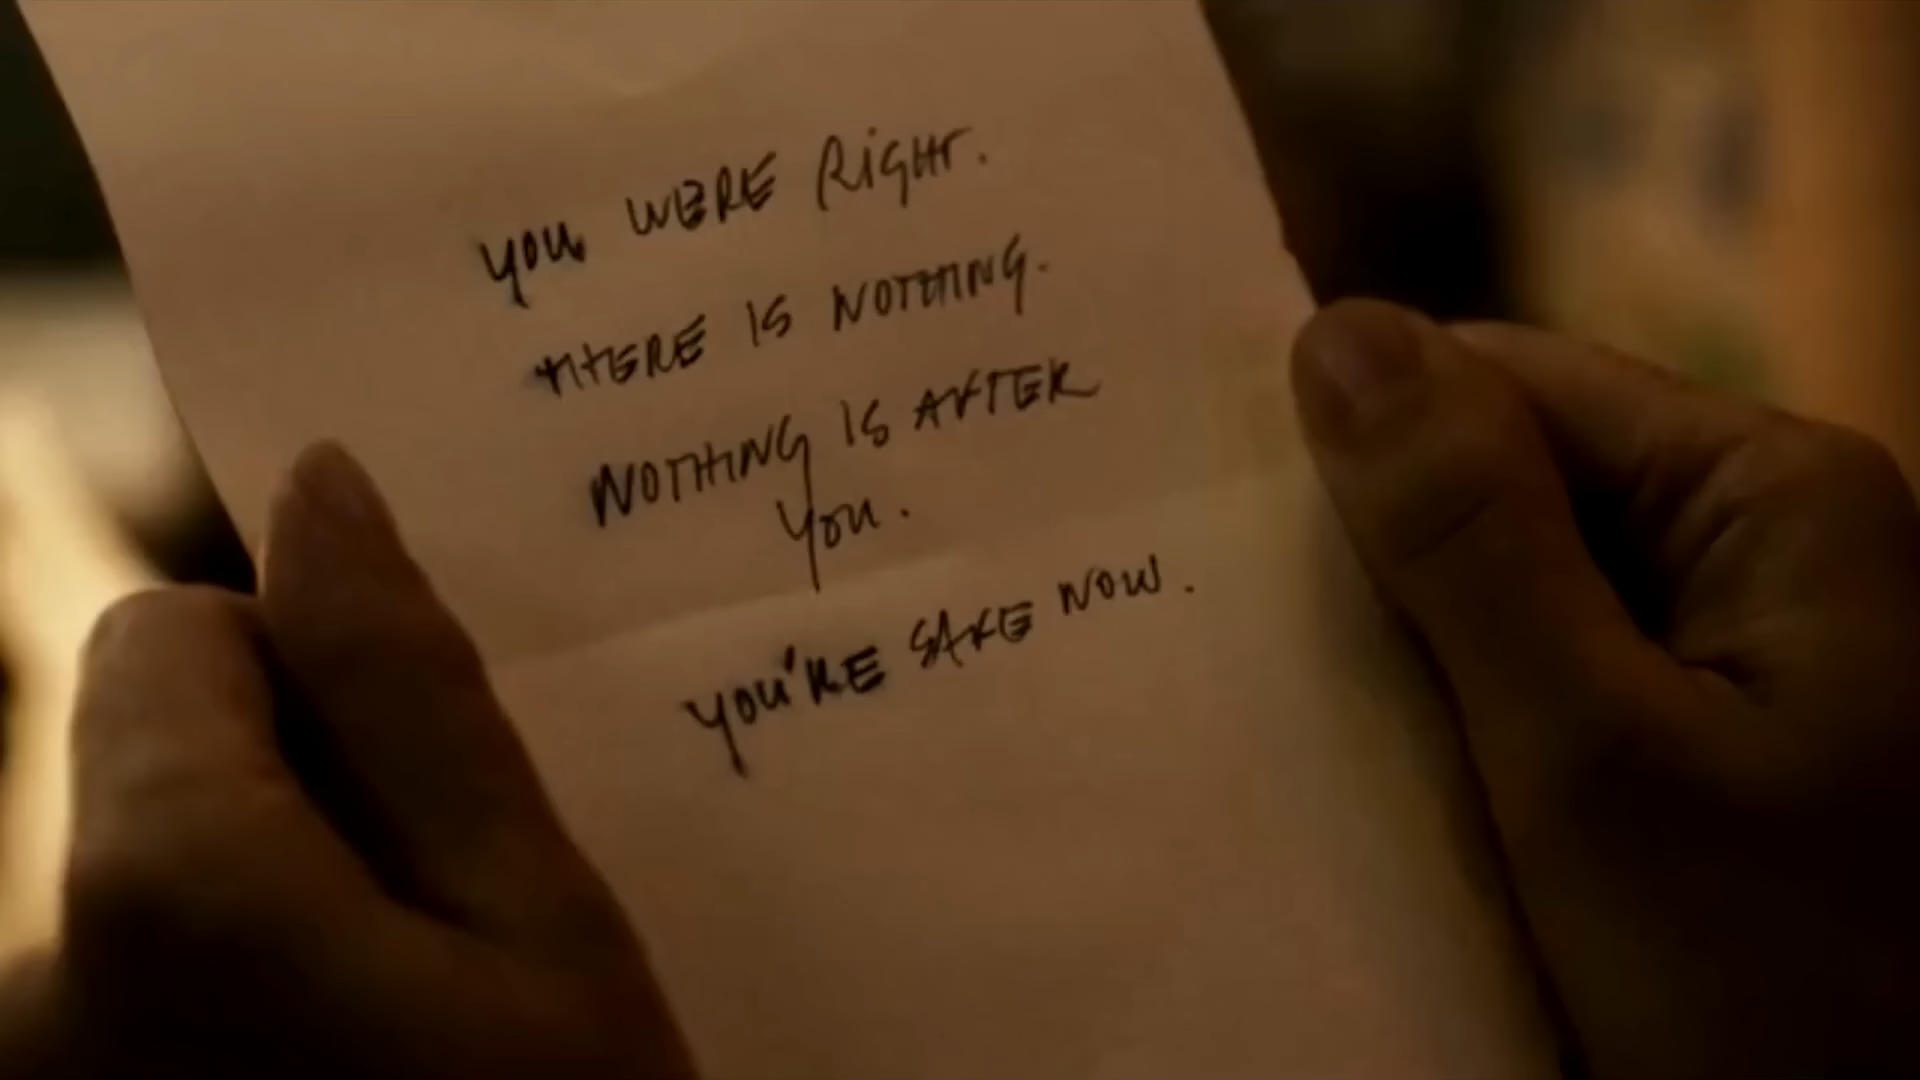 YOU WERE RiGHT.
THERE IS NOTHING.
NOTHING IS AFTER
YOU.
YOU'RE SAFE NOW.